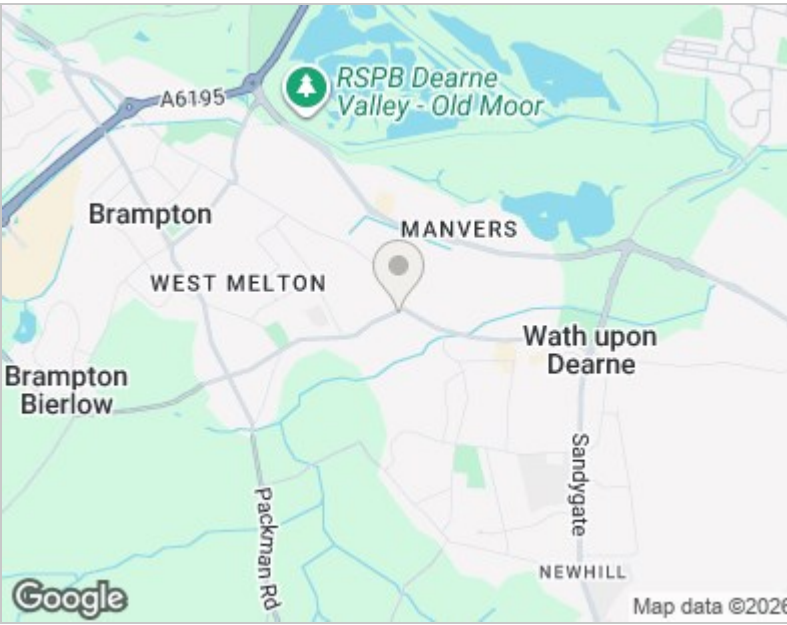 RSPB Dearne
Valley - Old Moor
A6195
Brampton
MANVERS
WEST MELTON
Wath upon
Dearne
Brampton
Bierlow
Sandygate
Packman Rd
NEWHILL
Google
Map data ©2026